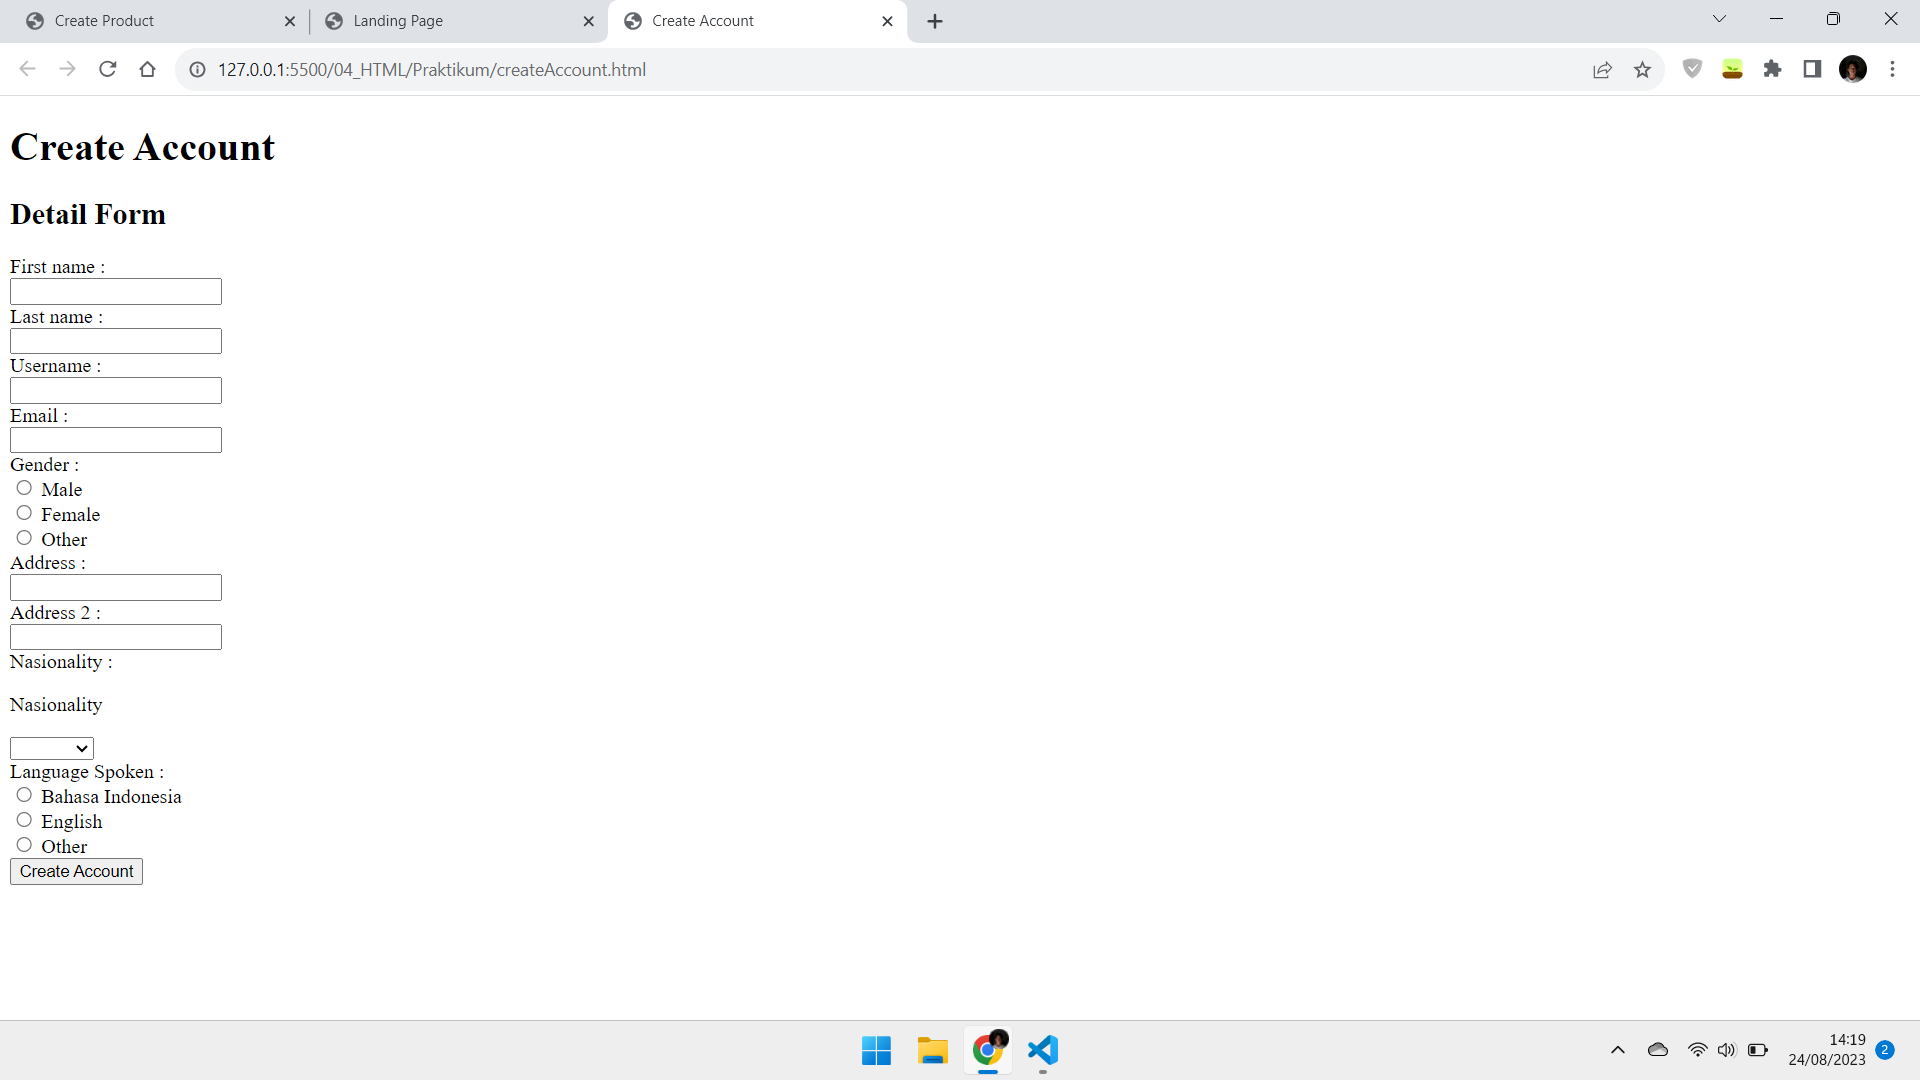 Create Product
Landing Page
Create Account
127.0.0.1:5500/04_HTML/Praktikum/createAccount.html
Create Account
Detail Form
First name :
Last name :
Username :
Email :
Gender :
Male
Female
Other
Address :
Address 2 :
Nasionality :
Nasionality
Language Spoken :
Bahasa Indonesia
English
Other
Create Account
14:19
24/08/2023
2